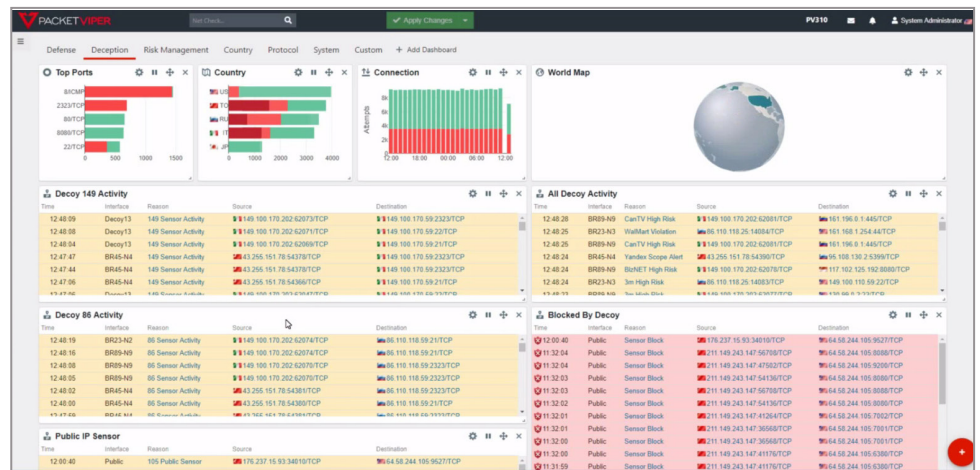 PACKETVIPER Apply Changes PV310 System Administrator
Defense Deception Risk Management Country Protocol System Custom + Add Dashboard
Top Ports
8/ICMP
2323/TCP
80/TCP
8080/TCP
22/TCP
0 500 1000 1500
Country
US
TO
RU
IT
JP
0 1000 2000 3000 4000
Connection
Attempts
8k
6k
4k
2k
0
12:00 18:00 00:00 06:00 12:00
World Map
Decoy 149 Activity
Time Interface Reason Source Destination
12:48:09 Decoy13 149 Sensor Activity 149.100.170.202:62073/TCP 149.100.170.59:2323/TCP
12:48:08 Decoy13 149 Sensor Activity 149.100.170.202:62071/TCP 149.100.170.59:22/TCP
12:48:04 Decoy13 149 Sensor Activity 149.100.170.202:62069/TCP 149.100.170.59:21/TCP
12:47:47 BR45-N4 149 Sensor Activity 43.255.151.78:54378/TCP 149.100.170.59:2323/TCP
12:47:44 BR45-N4 149 Sensor Activity 43.255.151.78:54378/TCP 149.100.170.59:2323/TCP
12:47:06 BR45-N4 149 Sensor Activity 43.255.151.78:54366/TCP 149.100.170.59:21/TCP
All Decoy Activity
Time Interface Reason Source Destination
12:48:28 BR89-N9 CanTV High Risk 149.100.170.202:62081/TCP 161.196.0.1:445/TCP
12:48:25 BR23-N3 WalMart Violation 86.110.118.25:14084/TCP 161.168.1.254:44/TCP
12:48:25 BR89-N9 CanTV High Risk 149.100.170.202:62081/TCP 161.196.0.1:445/TCP
12:48:24 BR45-N4 Yandex Scope Alert 43.255.151.78:54390/TCP 95.108.130.2:5399/TCP
12:48:24 BR89-N9 BizNET High Risk 149.100.170.202:62078/TCP 117.102.125.192:8080/TCP
12:48:24 BR23-N3 3m High Risk 86.110.118.25:14083/TCP 149.100.110.59:22/TCP
Decoy 86 Activity
Time Interface Reason Source Destination
12:48:19 BR23-N2 86 Sensor Activity 149.100.170.202:62074/TCP 86.110.118.59:21/TCP
12:48:16 BR89-N9 86 Sensor Activity 149.100.170.202:62074/TCP 86.110.118.59:21/TCP
12:48:08 BR89-N9 86 Sensor Activity 149.100.170.202:62070/TCP 86.110.118.59:2323/TCP
12:48:05 BR89-N9 86 Sensor Activity 149.100.170.202:62070/TCP 86.110.118.59:2323/TCP
12:48:02 BR45-N4 86 Sensor Activity 43.255.151.78:54381/TCP 86.110.118.59:2323/TCP
12:48:00 BR45-N4 86 Sensor Activity 43.255.151.78:54380/TCP 86.110.118.59:21/TCP
Blocked By Decoy
Time Interface Reason Source Destination
12:00:40 Public Sensor Block 176.237.15.93:34010/TCP 64.58.244.105:9527/TCP
11:32:04 Public Sensor Block 211.149.243.147:56708/TCP 64.58.244.105:8088/TCP
11:32:04 Public Sensor Block 211.149.243.147:47502/TCP 64.58.244.105:9200/TCP
11:32:03 Public Sensor Block 211.149.243.147:54136/TCP 64.58.244.105:8080/TCP
11:32:03 Public Sensor Block 211.149.243.147:56708/TCP 64.58.244.105:8088/TCP
11:32:02 Public Sensor Block 211.149.243.147:54136/TCP 64.58.244.105:8080/TCP
11:32:01 Public Sensor Block 211.149.243.147:41264/TCP 64.58.244.105:7002/TCP
11:32:01 Public Sensor Block 211.149.243.147:36568/TCP 64.58.244.105:7001/TCP
11:32:00 Public Sensor Block 211.149.243.147:36568/TCP 64.58.244.105:7001/TCP
11:32:00 Public Sensor Block 211.149.243.147:41176/TCP 64.58.244.105:6380/TCP
11:31:59 Public Sensor Block 211.149.243.147:41176/TCP 64.58.244.105:6380/TCP
Public IP Sensor
Time Interface Reason Source Destination
12:00:40 Public 105 Public Sensor 176.237.15.93:34010/TCP 64.58.244.105:9527/TCP